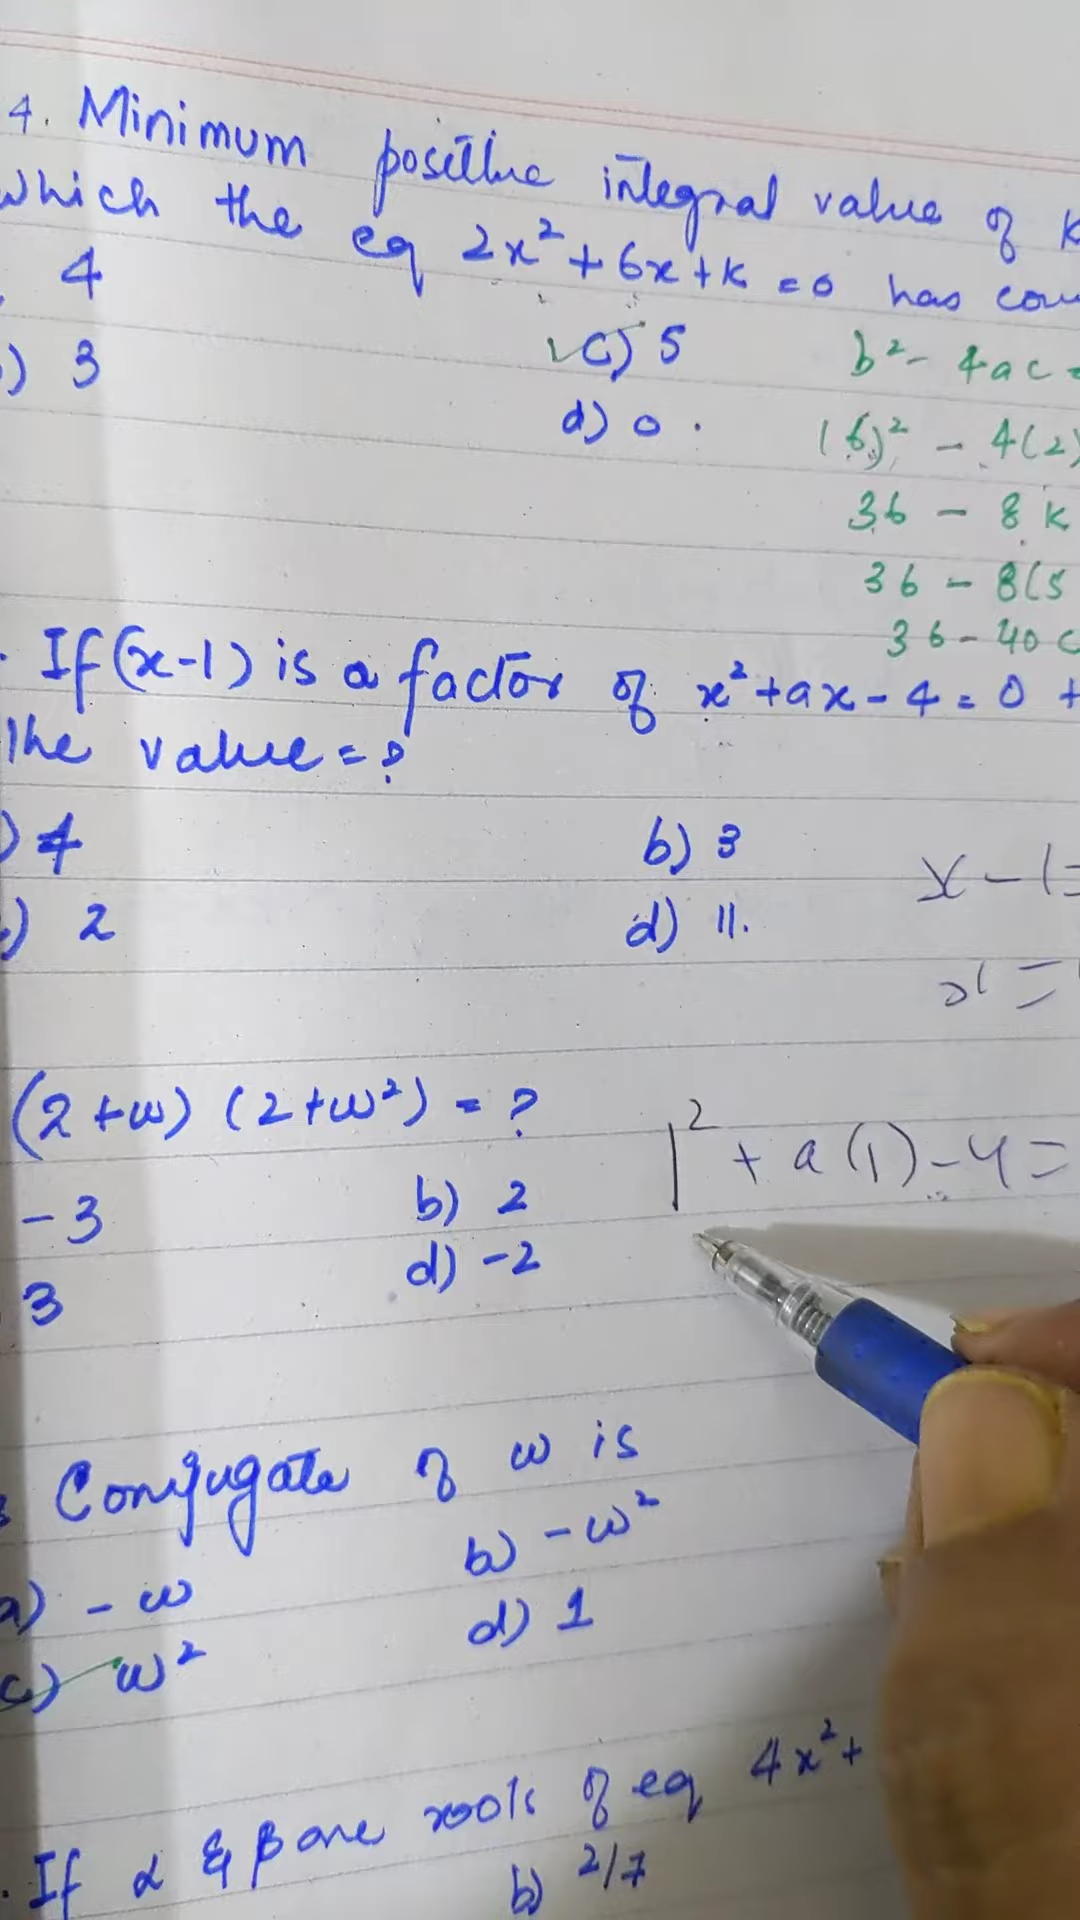 4. Minimum positive integral value of K
which the eq 2x² + 6x + K = 0 has com
4
c) 5
b² - 4ac
) 3
d) 0.
(6)² - 4(2)
36 - 8K
36 - 8(5
36 - 40 <
If (x-1) is a factor of x² + ax - 4 = 0 +
the value = ?
) 4
b) 3
x - 1 =
) 2
d) 11.
x =
(2 + ω) (2 + ω²) = ?
1² + a(1) - 4 =
-3
b) 2
3
d) -2
Conjugate of ω is
a) - ω
b) - ω²
c) ω²
d) 1
If α & β are roots of eq 4x² +
b) 2/7